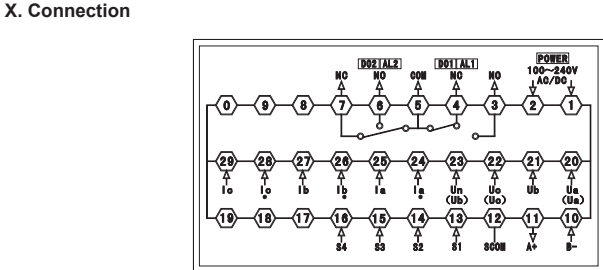 X. Connection
DO2 AL2 DO1 AL1 POWER
NC NO COM NC NO 100~240V
AC/DC
0 9 8 7 6 5 4 3 2 1
29 28 27 26 25 24 23 22 21 20
Ic Ic* Ib Ib* Ia Ia* Un Uc Ub Ua
(Ub) (Uc) (Ua)
19 18 17 16 15 14 13 12 11 10
S4 S3 S2 S1 SCOM A+ B-